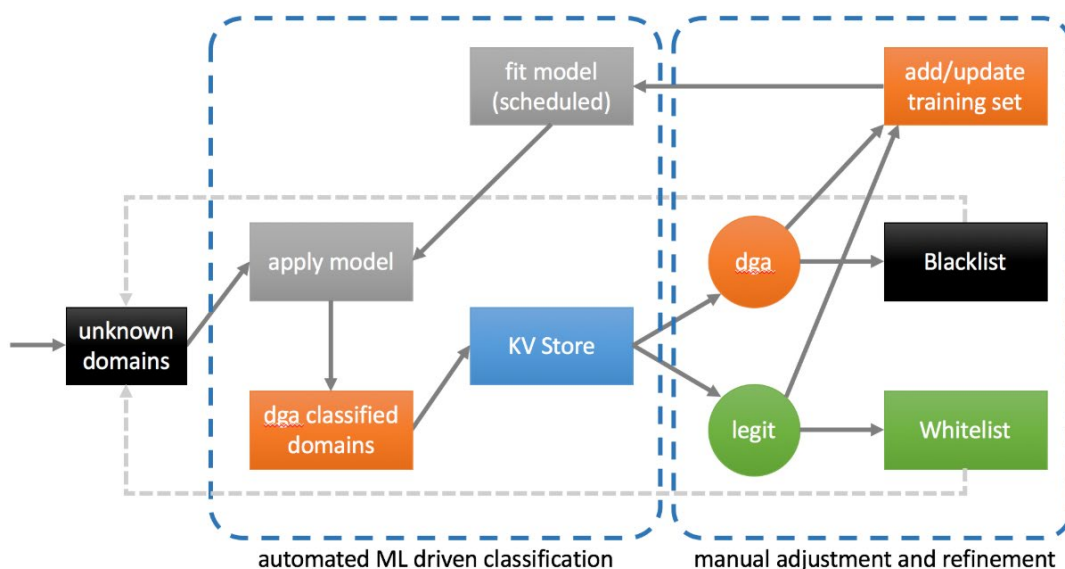 fit model
(scheduled)
add/update
training set
apply model
dga
Blacklist
unknown
domains
KV Store
dga classified
domains
legit
Whitelist
automated ML driven classification
manual adjustment and refinement